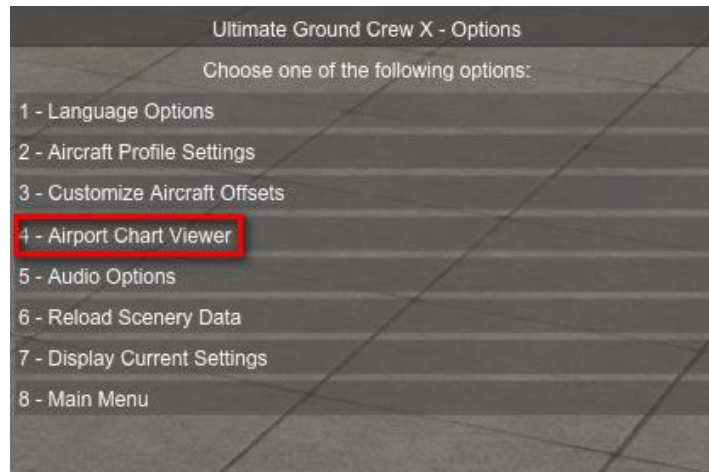 Ultimate Ground Crew X - Options
Choose one of the following options:
1 - Language Options
2 - Aircraft Profile Settings
3 - Customize Aircraft Offsets
4 - Airport Chart Viewer
5 - Audio Options
6 - Reload Scenery Data
7 - Display Current Settings
8 - Main Menu